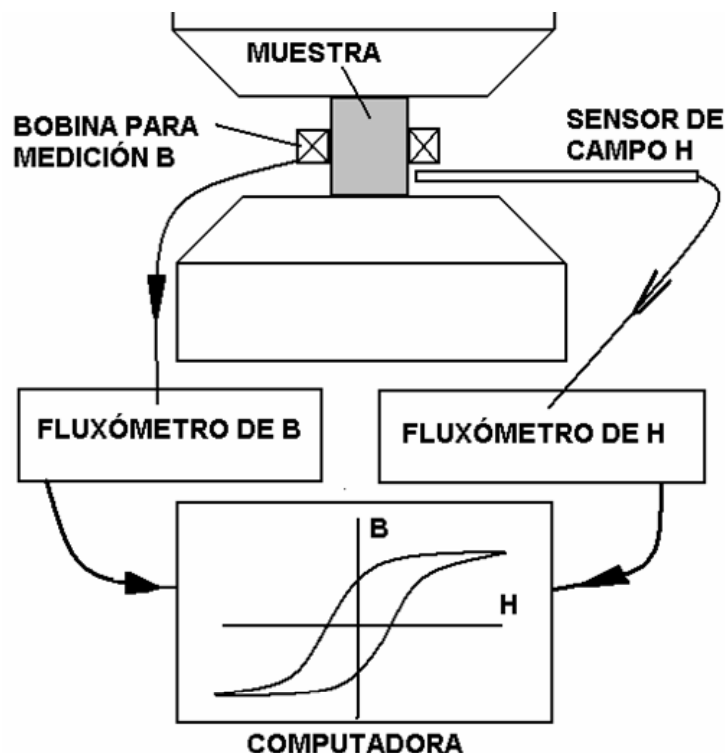 MUESTRA
BOBINA PARA
MEDICIÓN B
SENSOR DE
CAMPO H
FLUXÓMETRO DE B
FLUXÓMETRO DE H
B
H
COMPUTADORA